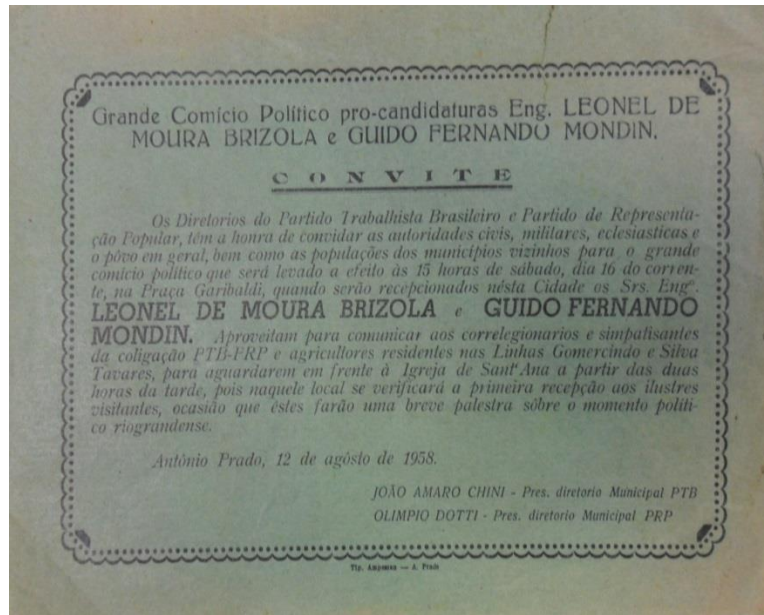 Grande Comício Político pro-candidaturas Eng. LEONEL DE
MOURA BRIZOLA e GUIDO FERNANDO MONDIN.
CONVITE
Os Diretorios do Partido Trabalhista Brasileiro e Partido de Representa-
ção Popular, têm a honra de convidar as autoridades civis, militares, eclesiasticas e
o pôvo em geral, bem como as populações dos municípios vizinhos para o grande
comício político que será levado a efeito às 15 horas de sábado, dia 16 do corren-
te, na Praça Garibaldi, quando serão recepcionados nésta Cidade os Srs. Engº.
LEONEL DE MOURA BRIZOLA e GUIDO FERNANDO
MONDIN. Aproveitam para comunicar aos correlegionarios e simpatisantes
da coligação PTB-PRP e agricultores residentes nas Linhas Gomercindo e Silva
Tavares, para aguardarem em frente à Igreja de Sant'Ana a partir das duas
horas da tarde, pois naquele local se verificará a primeira recepção aos ilustres
visitantes, ocasião que êstes farão uma breve palestra sôbre o momento políti-
co riograndense.
Antônio Prado, 12 de agôsto de 1958.
JOÃO AMARO CHINI - Pres. diretorio Municipal PTB
OLIMPIO DOTTI - Pres. diretorio Municipal PRP
Tip. — A. Prado